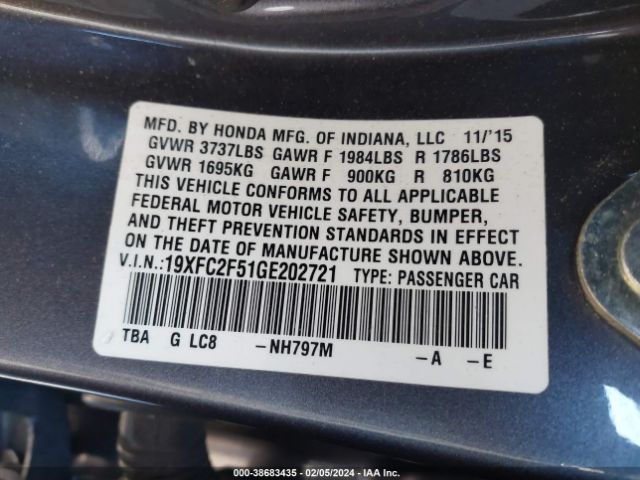 MFD. BY HONDA MFG. OF INDIANA, LLC 11/'15
GVWR 3737LBS GAWR F 1984LBS R 1786LBS
GVWR 1695KG GAWR F 900KG R 810KG
THIS VEHICLE CONFORMS TO ALL APPLICABLE
FEDERAL MOTOR VEHICLE SAFETY, BUMPER,
AND THEFT PREVENTION STANDARDS IN EFFECT
ON THE DATE OF MANUFACTURE SHOWN ABOVE.
V.I.N.:19XFC2F51GE202721 TYPE: PASSENGER CAR
TBA G LC8 -NH797M -A -E
000-38683435 - 02/05/2024 - IAA Inc.